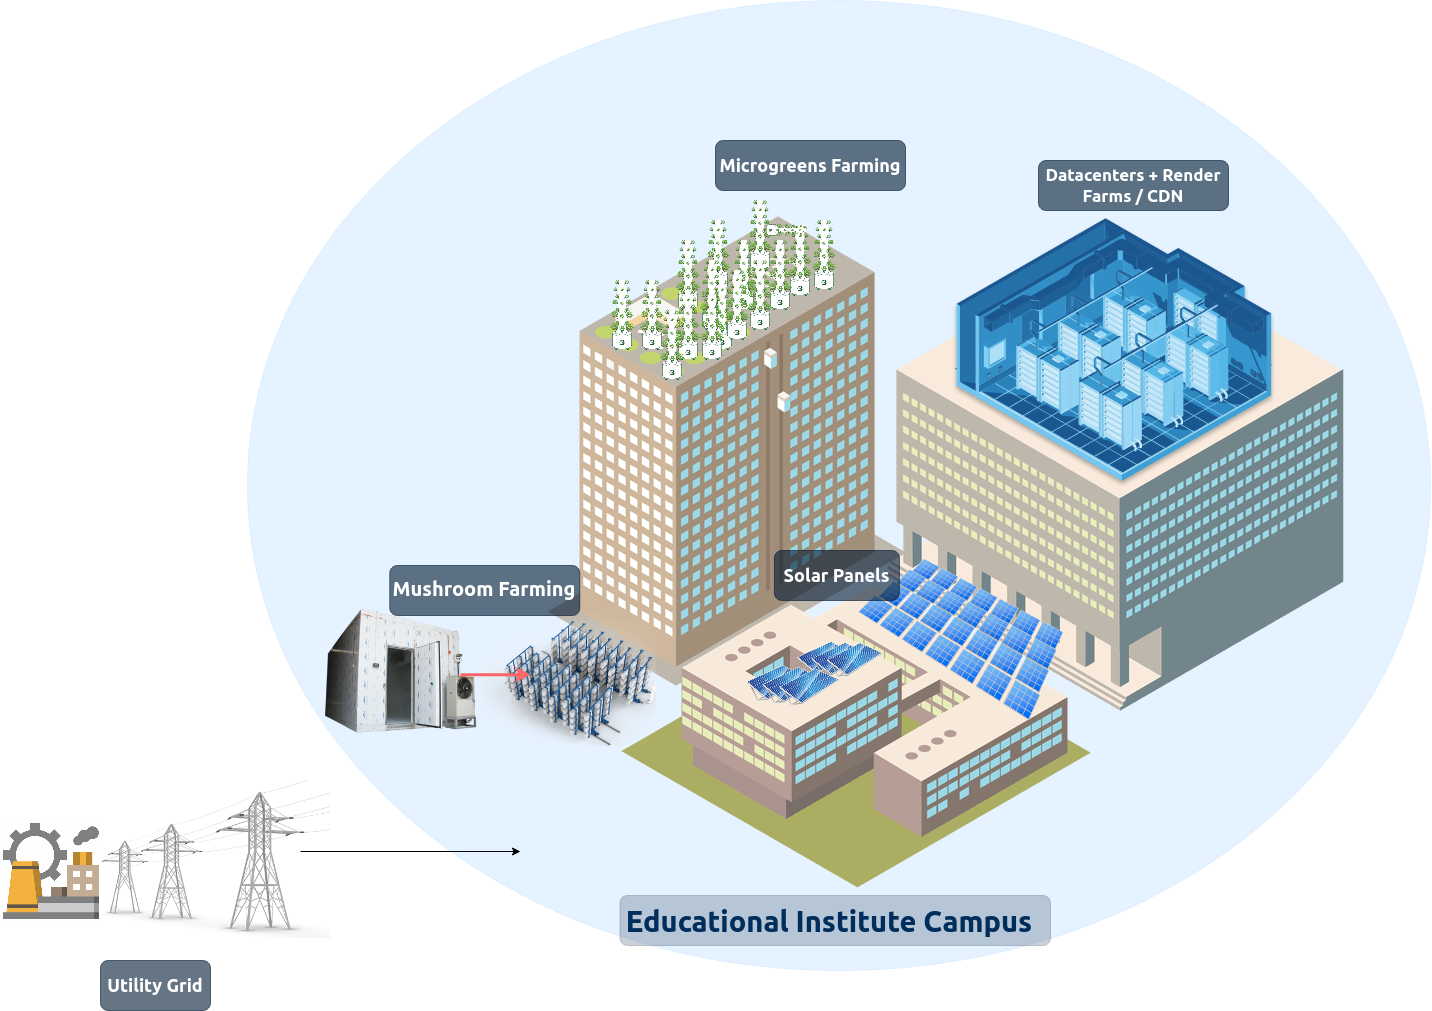 Microgreens Farming
Datacenters + Render
Farms / CDN
Solar Panels
Mushroom Farming
Educational Institute Campus
Utility Grid